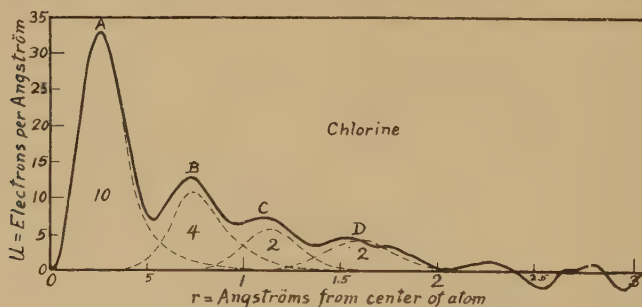 35
A
30
25
20
15
10
5
0
U = Electrons per Angström
Chlorine
B
C
D
10
4
2
2
0
5
1
1.5
2
2.5
3
r = Angströms from center of atom